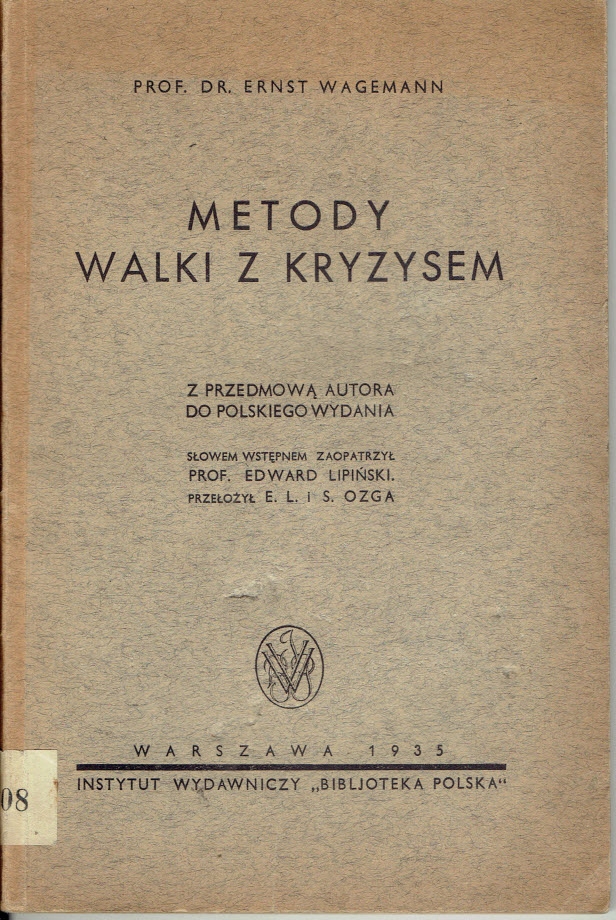 PROF. DR. ERNST WAGEMANN
METODY
WALKI Z KRYZYSEM
Z PRZEDMOWĄ AUTORA
DO POLSKIEGO WYDANIA
SŁOWEM WSTĘPNEM ZAOPATRZYŁ
PROF. EDWARD LIPIŃSKI.
PRZEŁOŻYŁ E. L. i S. OZGA
WARSZAWA 1935
INSTYTUT WYDAWNICZY „BIBLJOTEKA POLSKA“
08